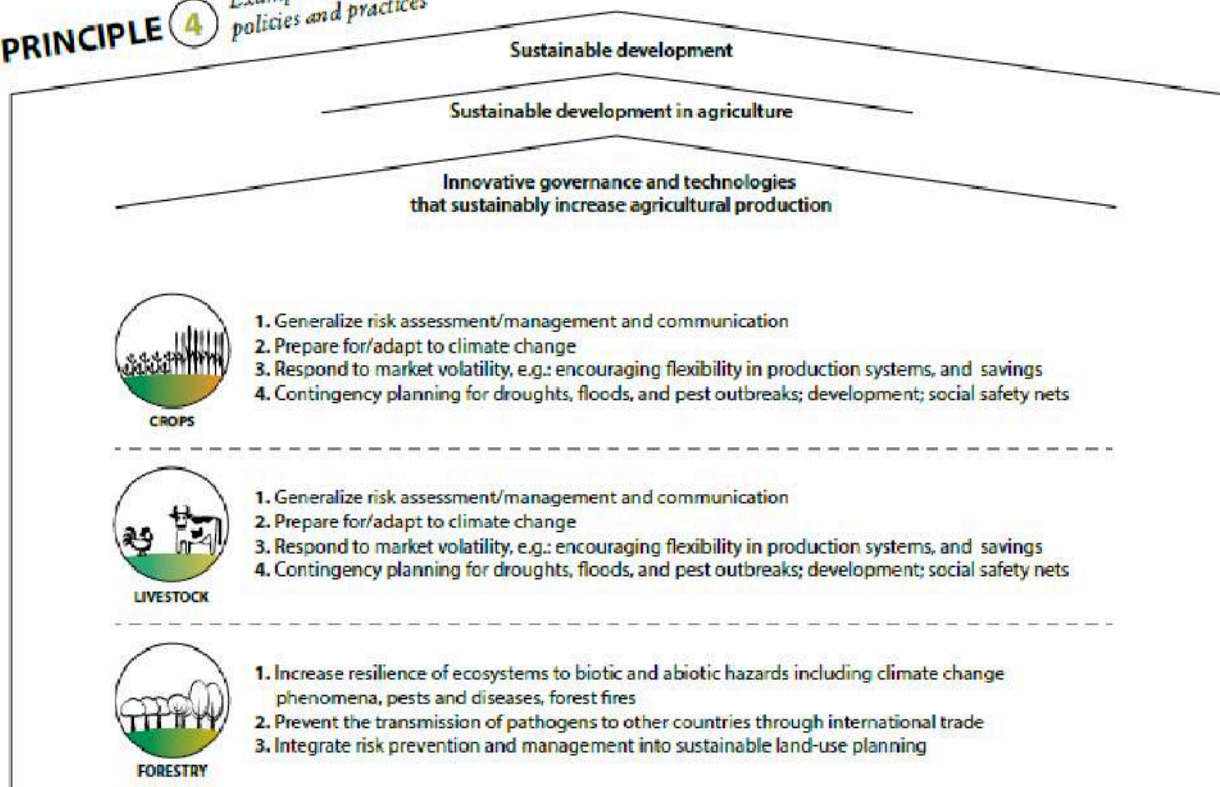 PRINCIPLE 4
policies and practices
Sustainable development
Sustainable development in agriculture
Innovative governance and technologies
that sustainably increase agricultural production
1. Generalize risk assessment/management and communication
2. Prepare for/adapt to climate change
3. Respond to market volatility, e.g.: encouraging flexibility in production systems, and savings
4. Contingency planning for droughts, floods, and pest outbreaks; development; social safety nets
CROPS
1. Generalize risk assessment/management and communication
2. Prepare for/adapt to climate change
3. Respond to market volatility, e.g.: encouraging flexibility in production systems, and savings
4. Contingency planning for droughts, floods, and pest outbreaks; development; social safety nets
LIVESTOCK
1. Increase resilience of ecosystems to biotic and abiotic hazards including climate change
phenomena, pests and diseases, forest fires
2. Prevent the transmission of pathogens to other countries through international trade
3. Integrate risk prevention and management into sustainable land-use planning
FORESTRY